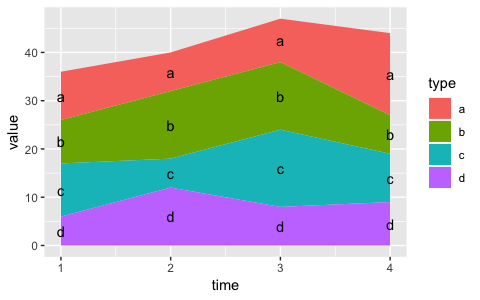 type
a
b
c
d
value
40
30
20
10
0
a a a a
b b b b
c c c c
d d d d
1 2 3 4
time